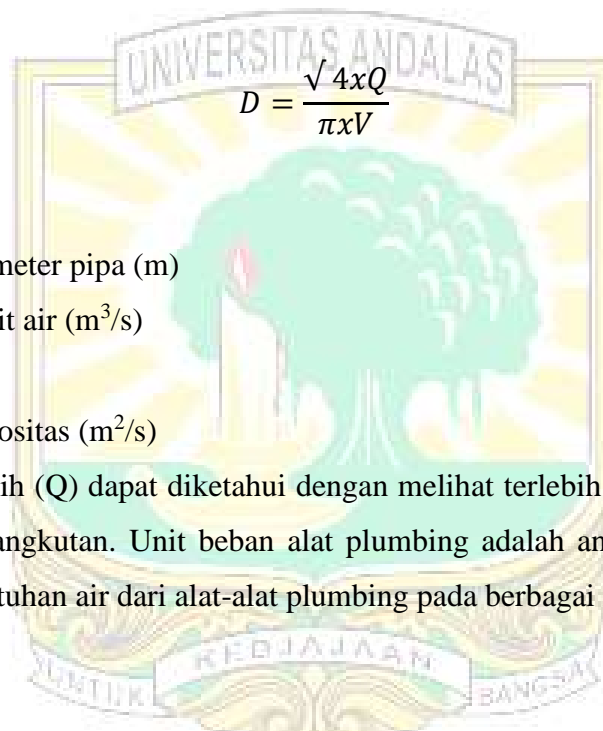 UNIVERSITAS ANDALAS
D = √ 4xQ / πxV
meter pipa (m)
it air (m³/s)
ositas (m²/s)
ih (Q) dapat diketahui dengan melihat terlebih
angkutan. Unit beban alat plumbing adalah an
tuhan air dari alat-alat plumbing pada berbagai
KEDJAJAAN
UNTUK BANGSA